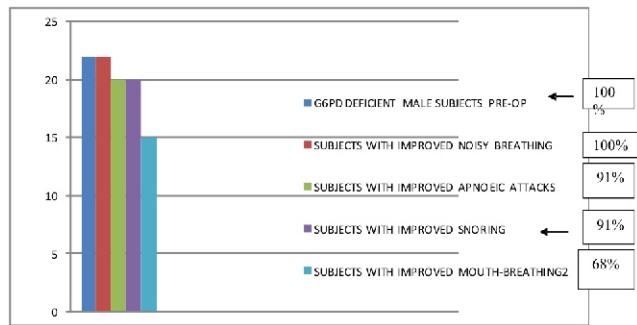 25
20
15
10
5
0
G6PD DEFICIENT MALE SUBJECTS PRE-OP
SUBJECTS WITH IMPROVED NOISY BREATHING
SUBJECTS WITH IMPROVED APNOEIC ATTACKS
SUBJECTS WITH IMPROVED SNORING
SUBJECTS WITH IMPROVED MOUTH-BREATHING2
100
%
100%
91%
91%
68%